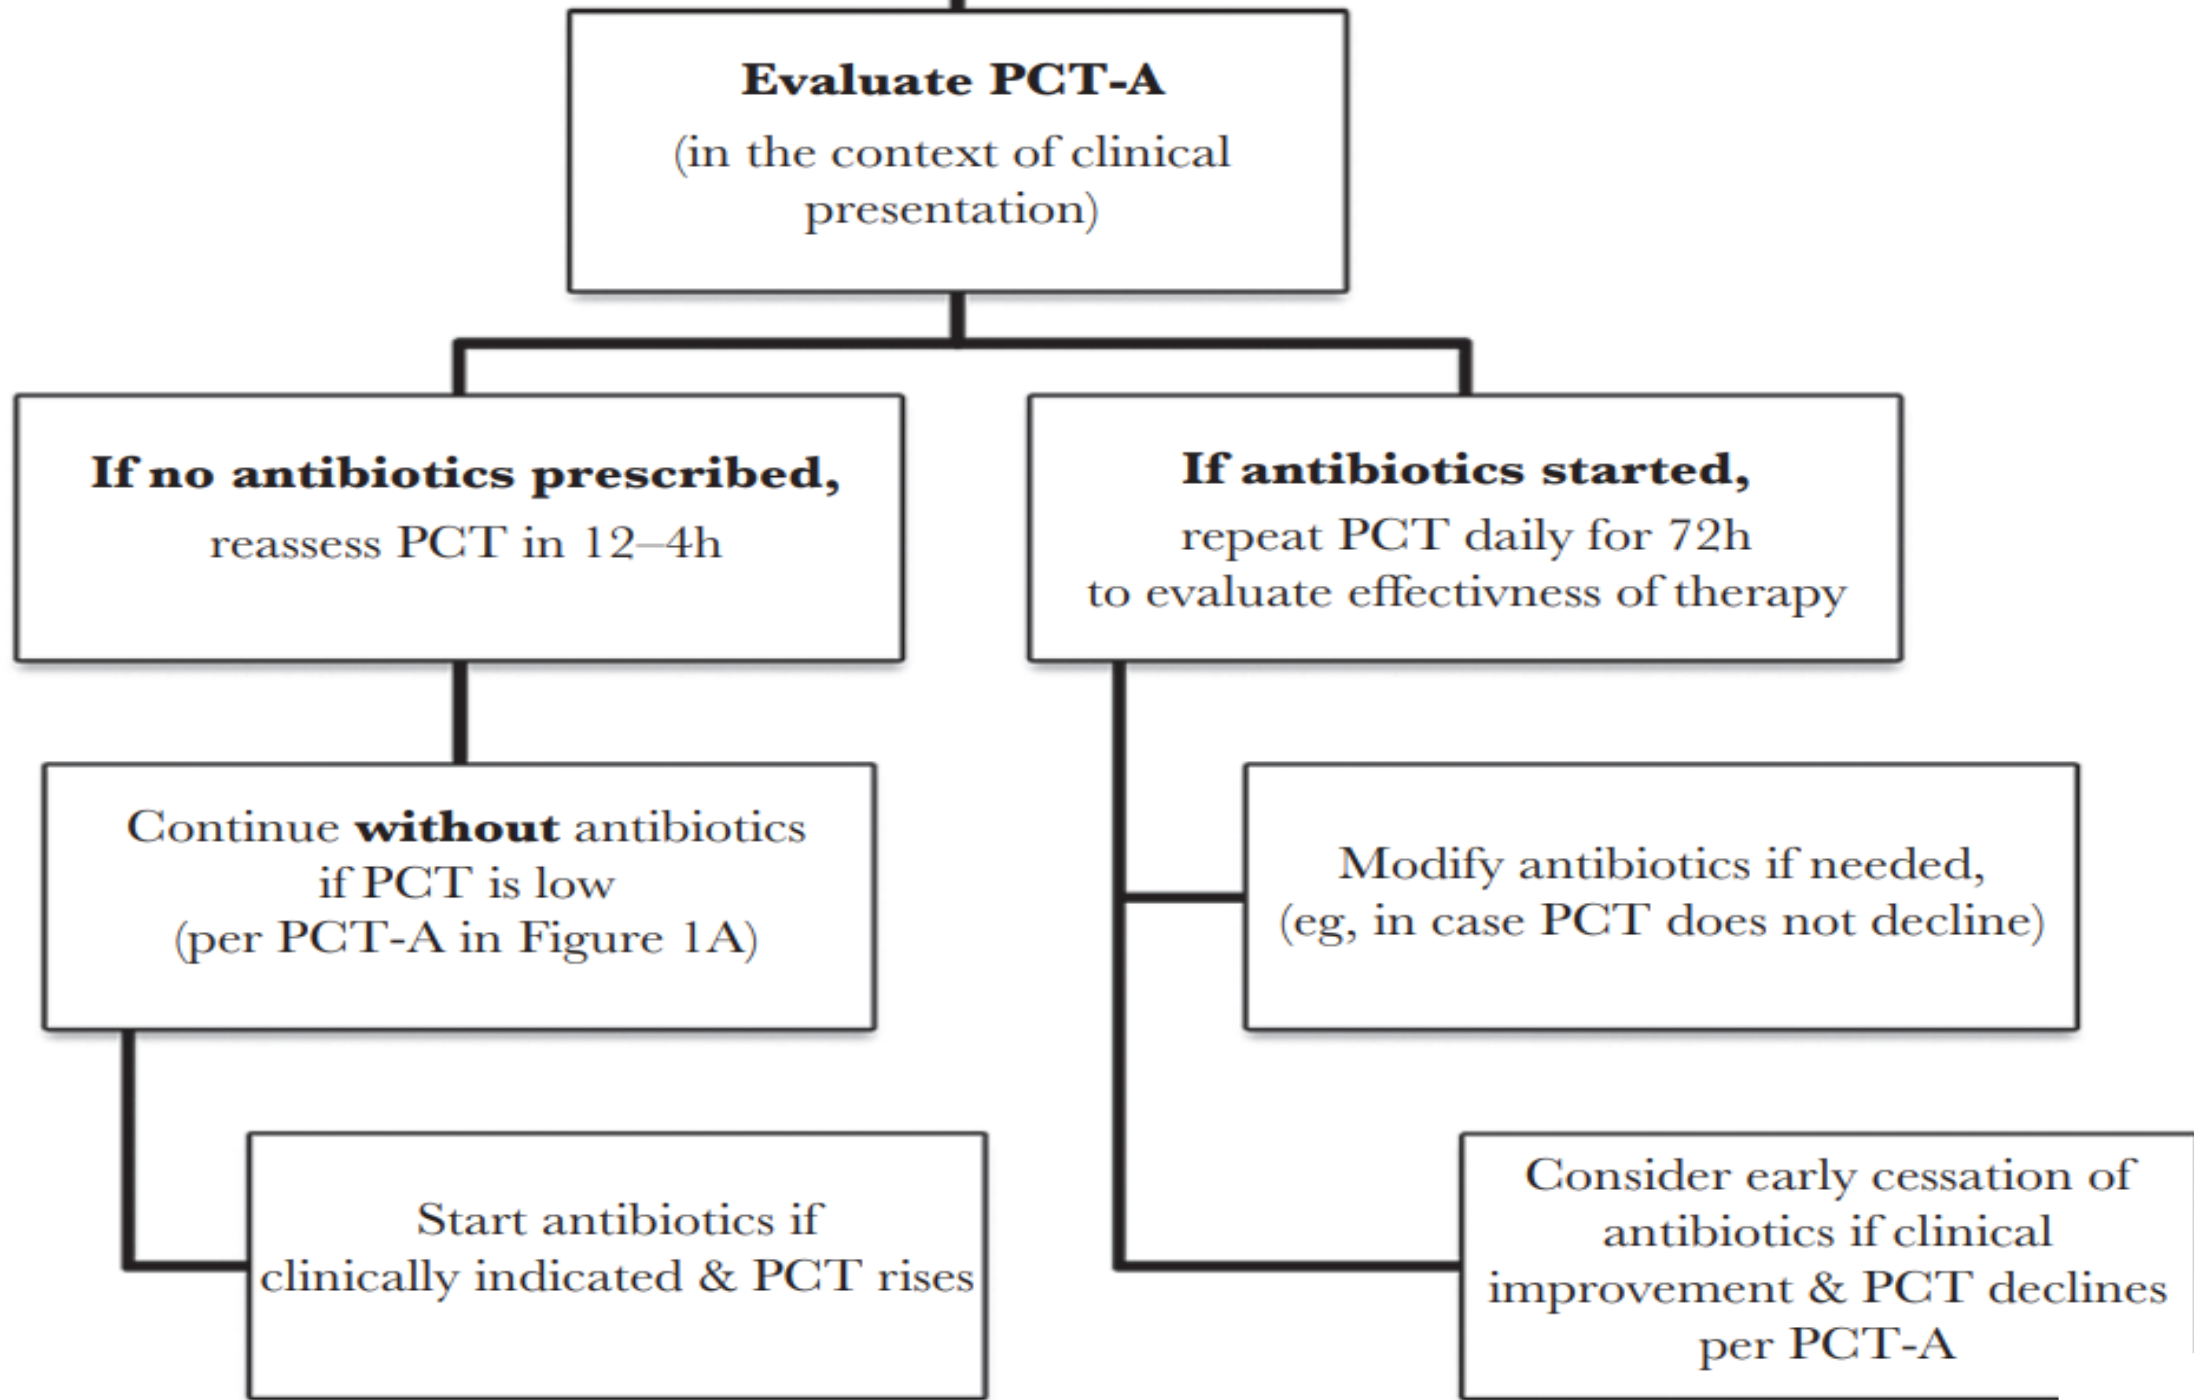 Evaluate PCT-A
(in the context of clinical
presentation)
If no antibiotics prescribed,
reassess PCT in 12–4h
If antibiotics started,
repeat PCT daily for 72h
to evaluate effectivness of therapy
Continue without antibiotics
if PCT is low
(per PCT-A in Figure 1A)
Modify antibiotics if needed,
(eg, in case PCT does not decline)
Start antibiotics if
clinically indicated & PCT rises
Consider early cessation of
antibiotics if clinical
improvement & PCT declines
per PCT-A